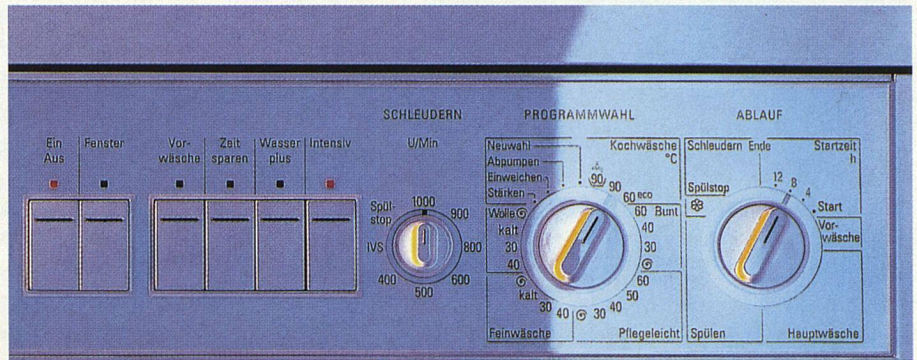 SCHLEUDERN
PROGRAMMWAHL
ABLAUF
Ein
Aus
Fenster
Vor-
wäsche
Zeit
sparen
Wasser
plus
Intensiv
U/Min
Spül-
stop
1000
900
800
600
500
400
IVS
Neuwahl
Abpumpen
Einweichen
Stärken
Kochwäsche
°C
90
90
60 eco
60 Bunt
40
30
60
50
40
30
Pflegeleicht
Wolle
kalt
30
40
kalt
30
40
Feinwäsche
Schleudern Ende
Startzeit
h
12
8
4
Start
Spülstop
Vor-
wäsche
Spülen
Hauptwäsche